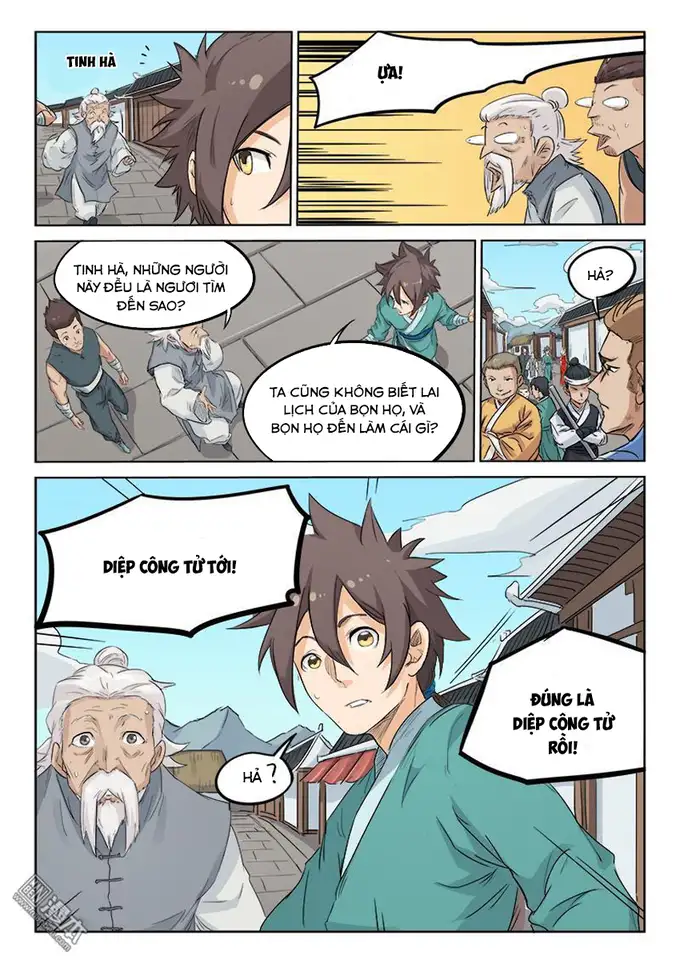 TINH HÀ
ỰA!
TINH HÀ, NHỮNG NGƯỜI
NÀY ĐỀU LÀ NGƯƠI TÌM
ĐẾN SAO?
TA CŨNG KHÔNG BIẾT LAI
LỊCH CỦA BỌN HỌ, VÀ
BỌN HỌ ĐẾN LÀM CÁI GÌ?
HẢ?
DIỆP CÔNG TỬ TỚI!
HẢ?
ĐÚNG LÀ
DIỆP CÔNG TỬ
RỒI!